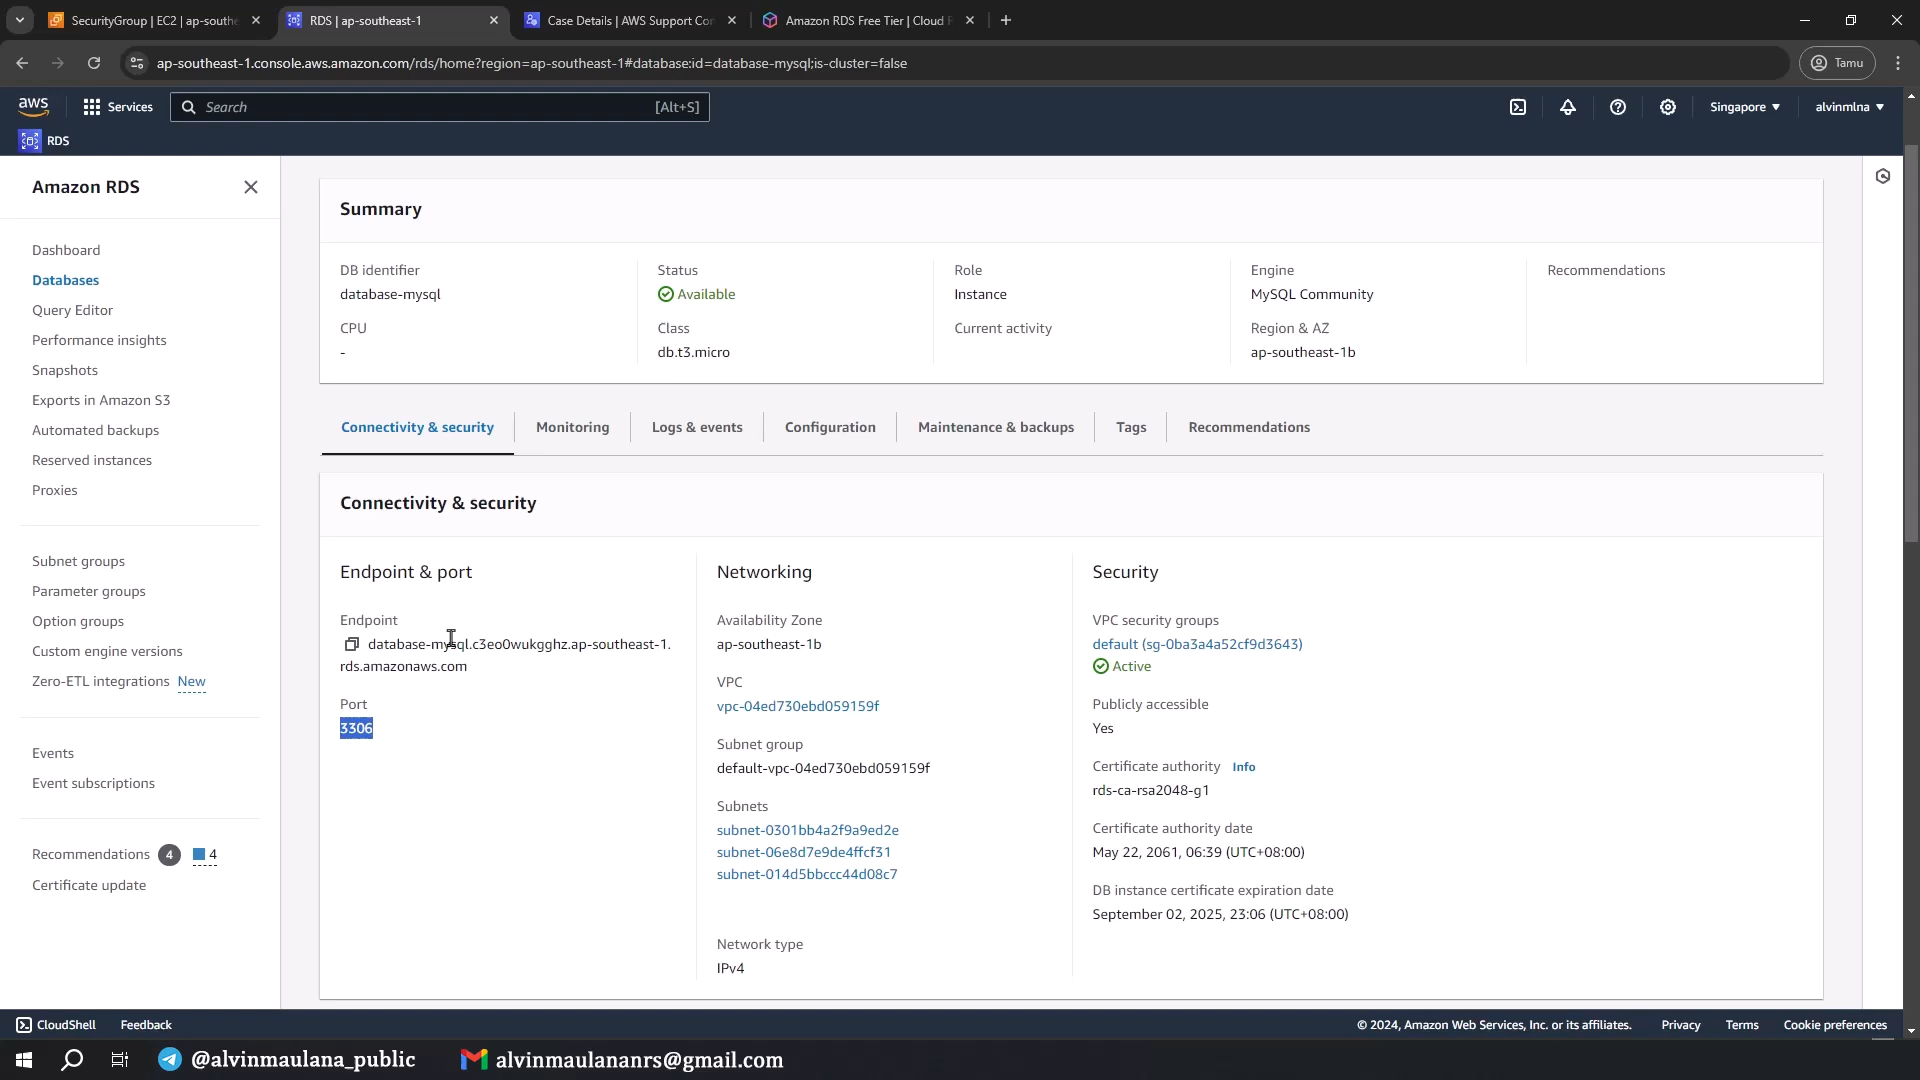 SecurityGroup | EC2 | ap-southe
RDS | ap-southeast-1
Case Details | AWS Support Co
Amazon RDS Free Tier | Cloud
ap-southeast-1.console.aws.amazon.com/rds/home?region=ap-southeast-1#database:id=database-mysql;is-cluster=false
Tamu
aws
Services
Search
[Alt+S]
Singapore
alvinmlna
RDS
Amazon RDS
Dashboard
Databases
Query Editor
Performance insights
Snapshots
Exports in Amazon S3
Automated backups
Reserved instances
Proxies
Subnet groups
Parameter groups
Option groups
Custom engine versions
Zero-ETL integrations New
Events
Event subscriptions
Recommendations 4 4
Certificate update
Summary
DB identifier
database-mysql
CPU
-
Status
Available
Class
db.t3.micro
Role
Instance
Current activity
Engine
MySQL Community
Region & AZ
ap-southeast-1b
Recommendations
Connectivity & security
Monitoring
Logs & events
Configuration
Maintenance & backups
Tags
Recommendations
Connectivity & security
Endpoint & port
Endpoint
database-mysql.c3eo0wukgghz.ap-southeast-1.
rds.amazonaws.com
Port
3306
Networking
Availability Zone
ap-southeast-1b
VPC
vpc-04ed730ebd059159f
Subnet group
default-vpc-04ed730ebd059159f
Subnets
subnet-0301bb4a2f9a9ed2e
subnet-06e8d7e9de4ffcf31
subnet-014d5bbccc44d08c7
Network type
IPv4
Security
VPC security groups
default (sg-0ba3a4a52cf9d3643)
Active
Publicly accessible
Yes
Certificate authority Info
rds-ca-rsa2048-g1
Certificate authority date
May 22, 2061, 06:39 (UTC+08:00)
DB instance certificate expiration date
September 02, 2025, 23:06 (UTC+08:00)
CloudShell
Feedback
© 2024, Amazon Web Services, Inc. or its affiliates.
Privacy
Terms
Cookie preferences
@alvinmaulana_public
alvinmaulananrs@gmail.com